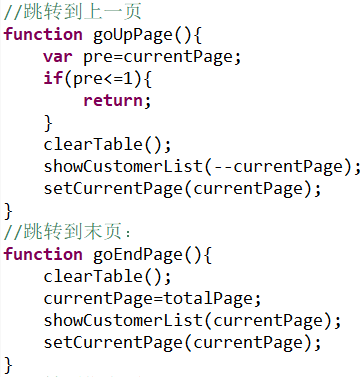 //跳转到上一页
function goUpPage(){
    var pre=currentPage;
    if(pre<=1){
        return;
    }
    clearTable();
    showCustomerList(--currentPage);
    setCurrentPage(currentPage);
}
//跳转到末页：
function goEndPage(){
    clearTable();
    currentPage=totalPage;
    showCustomerList(currentPage);
    setCurrentPage(currentPage);
}